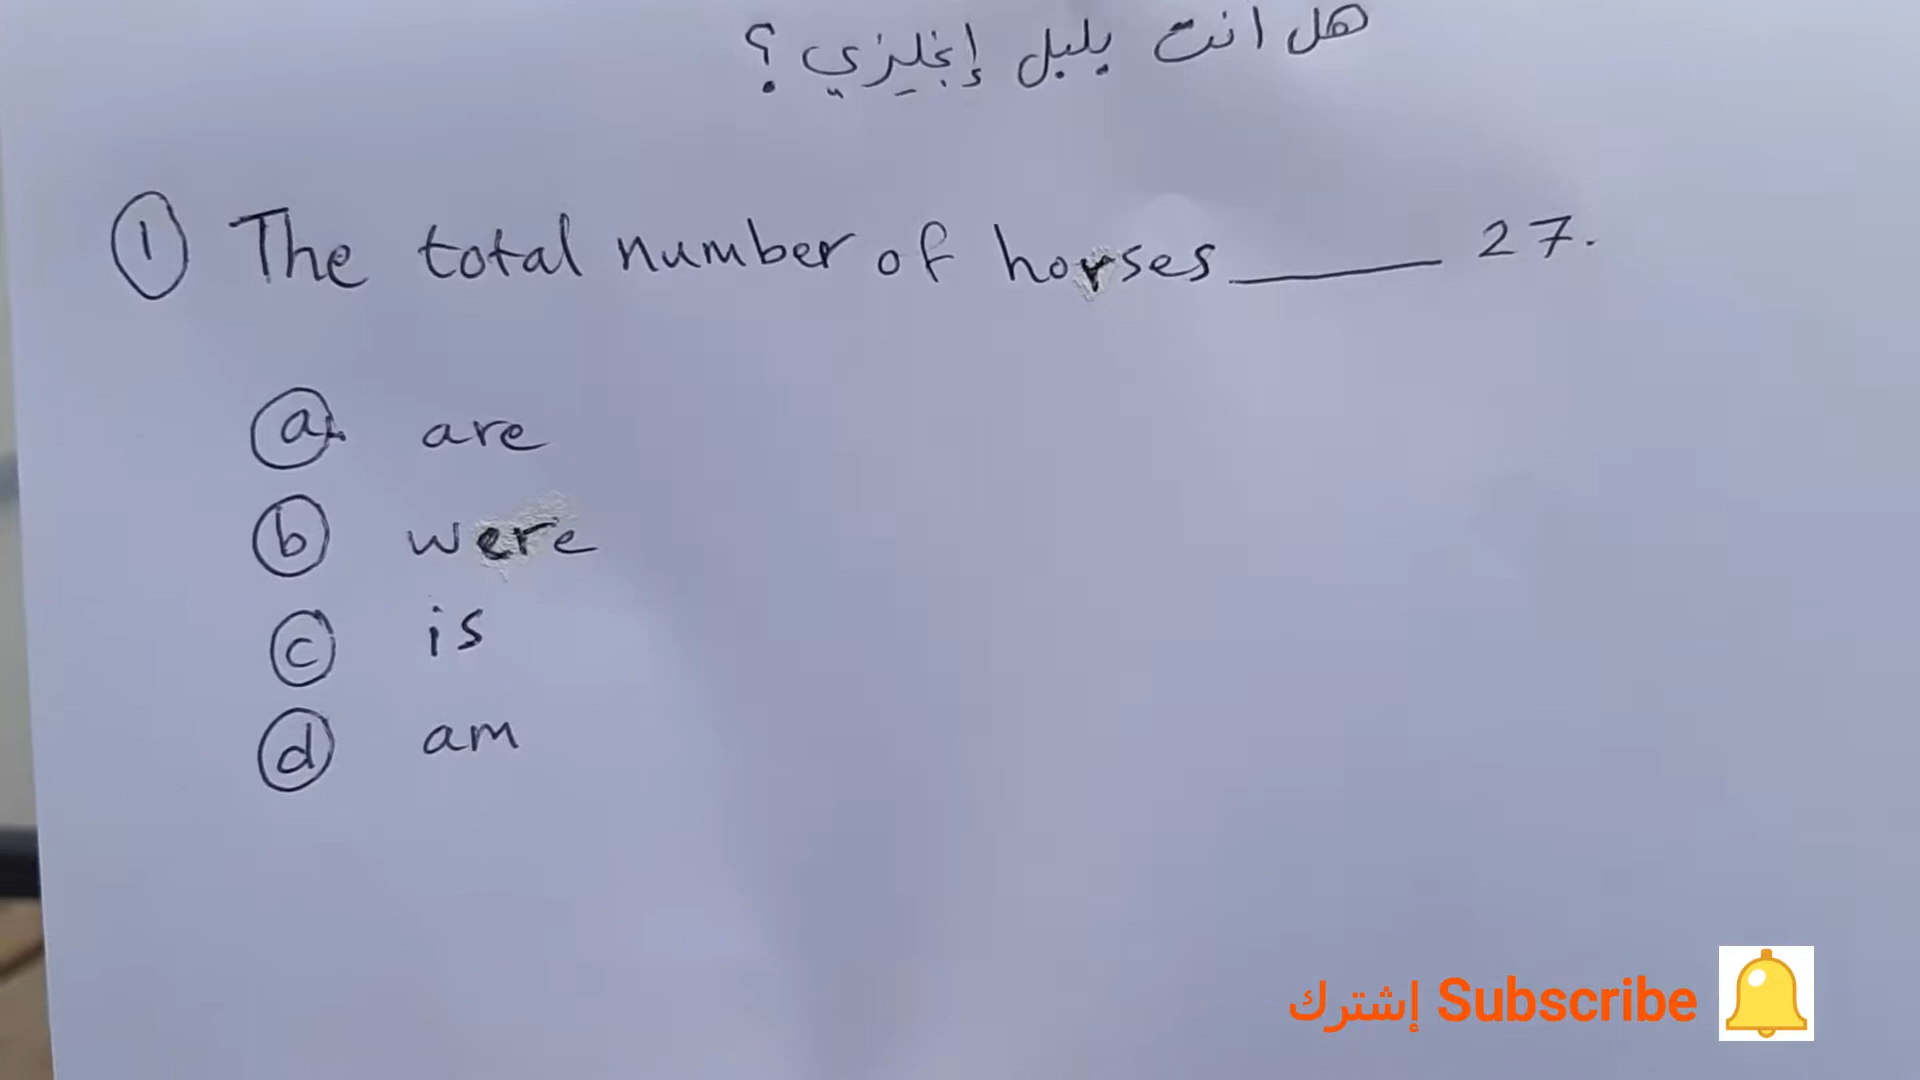 هل انت بلبل إنجليزي ؟
① The total number of horses _____ 27.
ⓐ are
ⓑ were
ⓒ is
ⓓ am
إشترك Subscribe